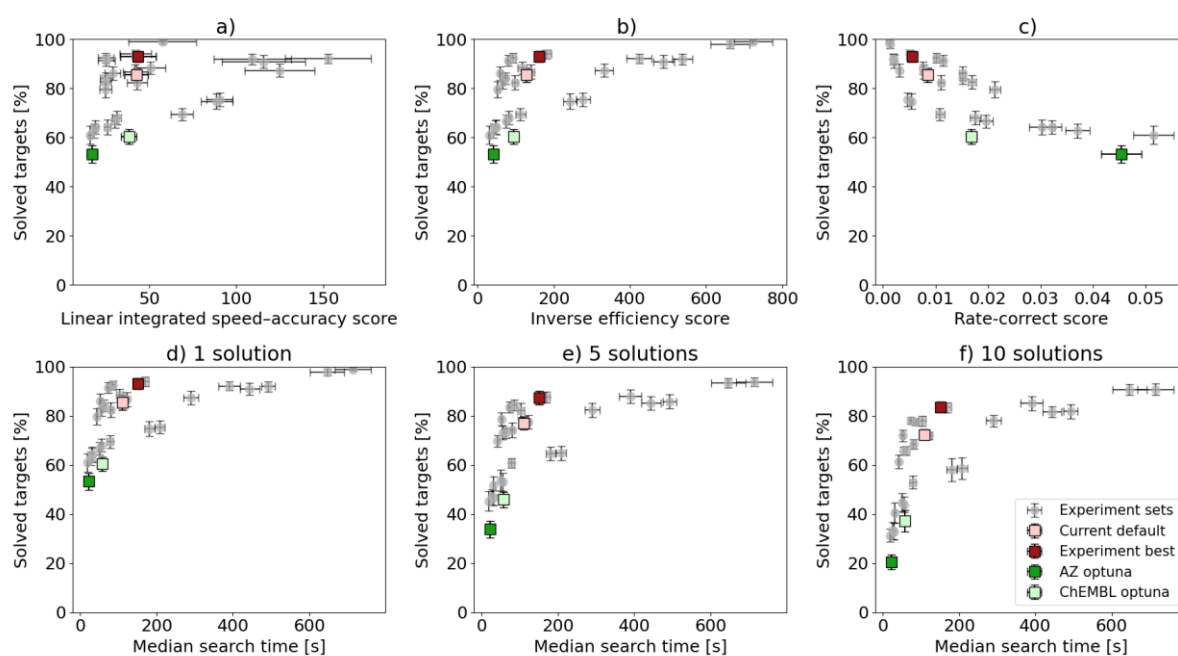 a)
b)
c)
100
80
60
40
20
0
Solved targets [%]
50
100
150
Linear integrated speed–accuracy score
100
80
60
40
20
0
Solved targets [%]
0
200
400
600
800
Inverse efficiency score
100
80
60
40
20
0
Solved targets [%]
0.00
0.01
0.02
0.03
0.04
0.05
Rate-correct score
d) 1 solution
e) 5 solutions
f) 10 solutions
100
80
60
40
20
0
Solved targets [%]
0
200
400
600
Median search time [s]
100
80
60
40
20
0
Solved targets [%]
0
200
400
600
Median search time [s]
100
80
60
40
20
0
Solved targets [%]
0
200
400
600
Median search time [s]
Experiment sets
Current default
Experiment best
AZ optuna
ChEMBL optuna